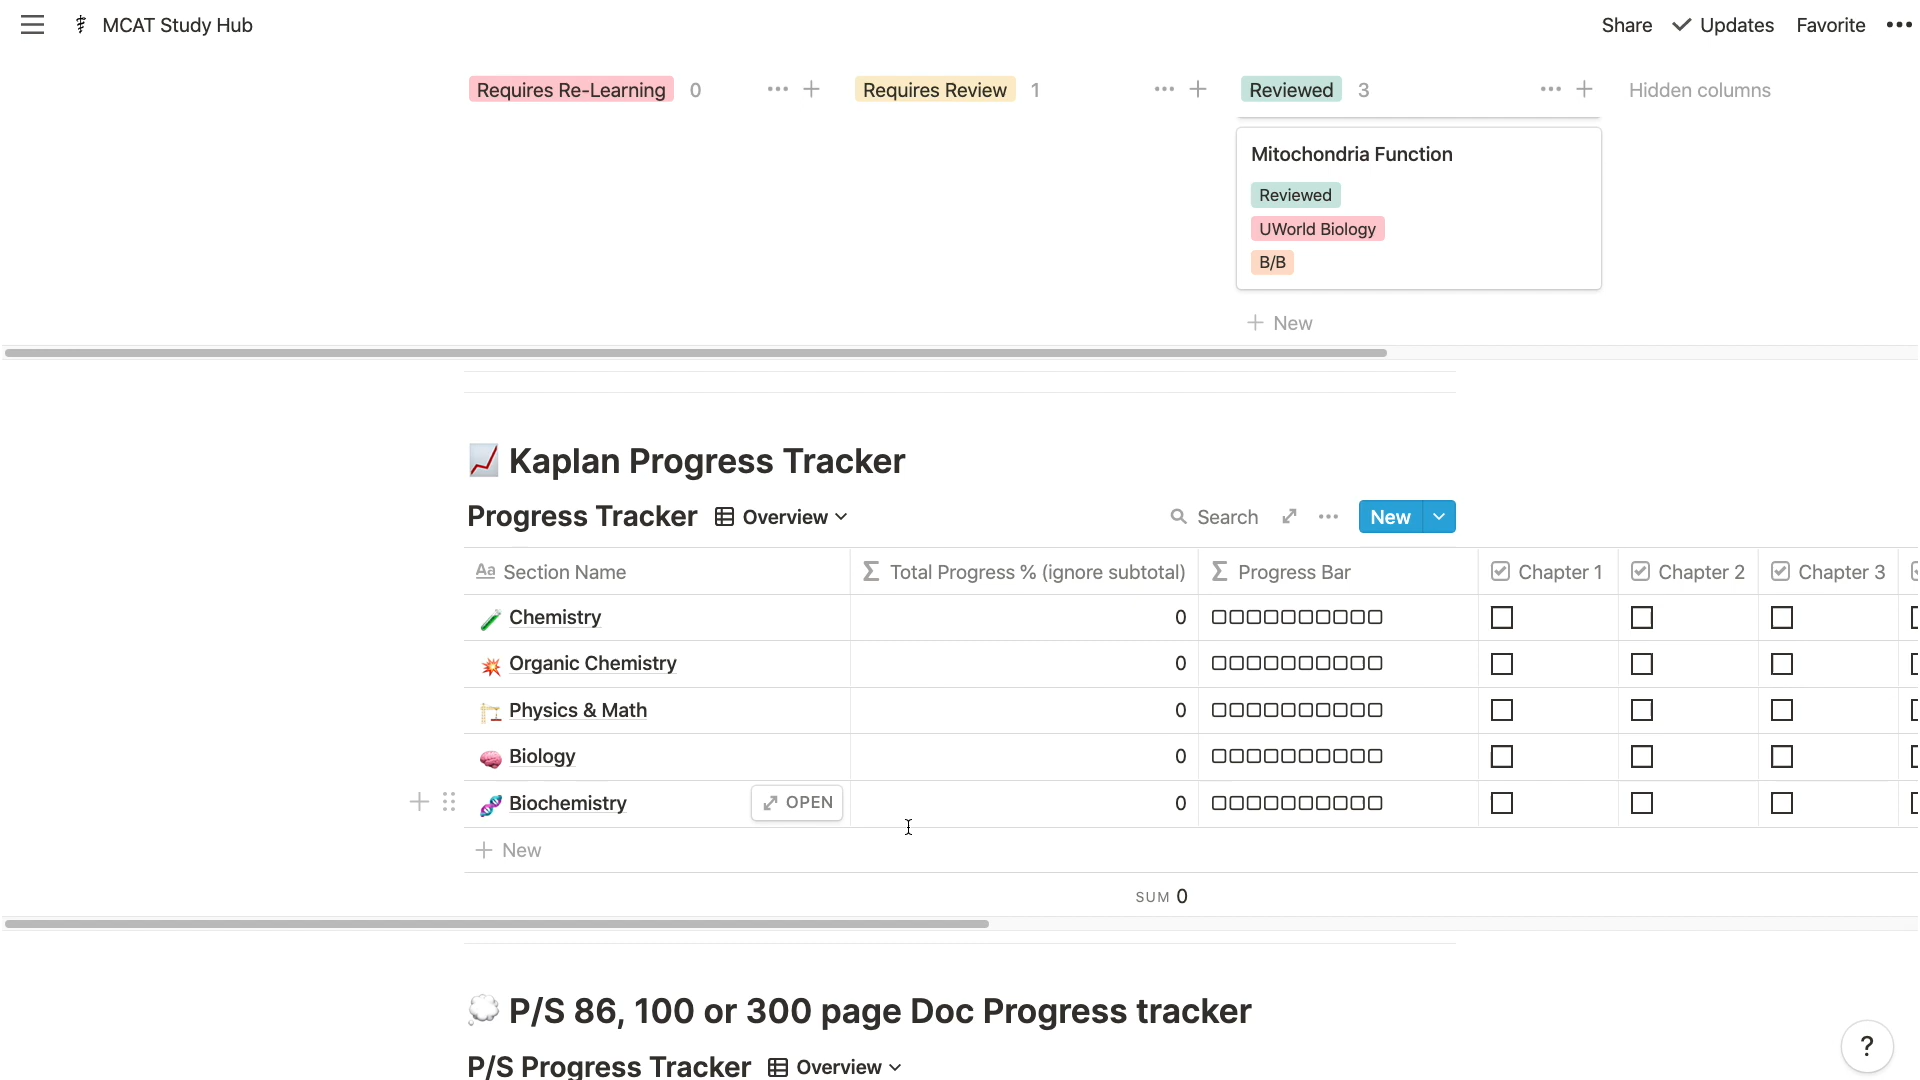 MCAT Study Hub
Share Updates Favorite
Requires Re-Learning 0 Requires Review 1 Reviewed 3 Hidden columns
Mitochondria Function
Reviewed
UWorld Biology
B/B
New
Kaplan Progress Tracker
Progress Tracker Overview Search New
Aa Section Name Σ Total Progress % (ignore subtotal) Σ Progress Bar Chapter 1 Chapter 2 Chapter 3
Chemistry 0
Organic Chemistry 0
Physics & Math 0
Biology 0
Biochemistry OPEN 0
New
SUM 0
P/S 86, 100 or 300 page Doc Progress tracker
P/S Progress Tracker Overview
?